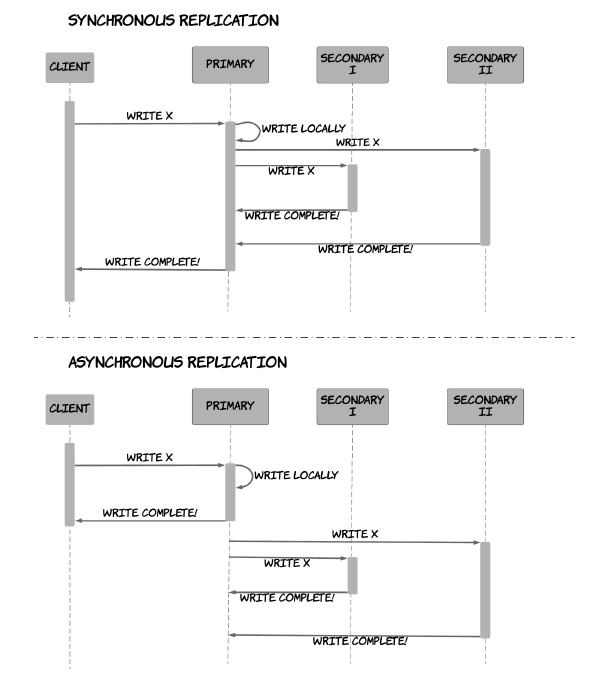 SYNCHRONOUS REPLICATION
CLIENT
PRIMARY
SECONDARY
I
SECONDARY
II
WRITE X
WRITE LOCALLY
WRITE X
WRITE X
WRITE COMPLETE!
WRITE COMPLETE!
WRITE COMPLETE!
ASYNCHRONOUS REPLICATION
CLIENT
PRIMARY
SECONDARY
I
SECONDARY
II
WRITE X
WRITE LOCALLY
WRITE COMPLETE!
WRITE X
WRITE X
WRITE COMPLETE!
WRITE COMPLETE!